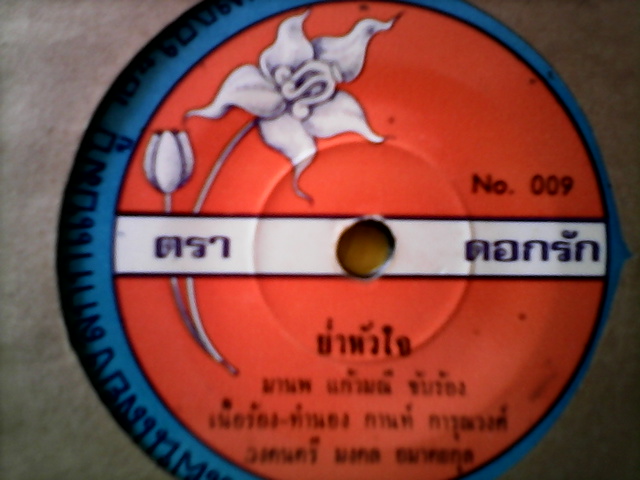 No. 009
ตรา ดอกรัก
ย่ำหัวใจ
มานพ แก้วมณี ขับร้อง
เนื้อร้อง-ทำนอง กานท์ การุณวงศ์
วงดนตรี มงคล อมาตยกุล